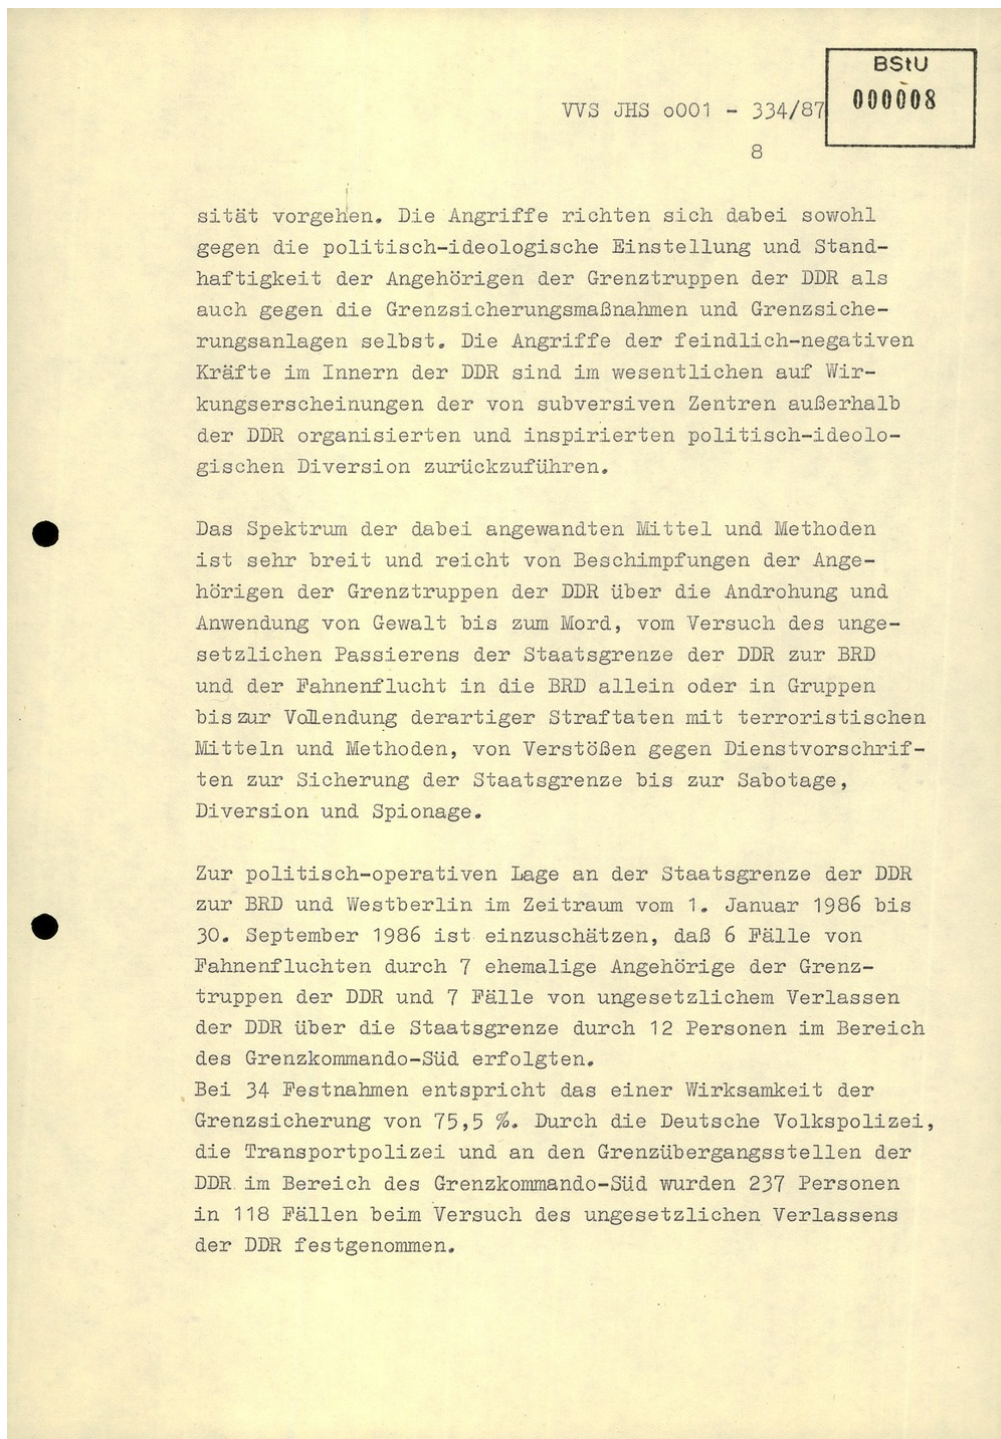 BStU
000008
VVS JHS o001 - 334/87
8
sität vorgehen. Die Angriffe richten sich dabei sowohl
gegen die politisch-ideologische Einstellung und Stand-
haftigkeit der Angehörigen der Grenztruppen der DDR als
auch gegen die Grenzsicherungsmaßnahmen und Grenzsiche-
rungsanlagen selbst. Die Angriffe der feindlich-negativen
Kräfte im Innern der DDR sind im wesentlichen auf Wir-
kungserscheinungen der von subversiven Zentren außerhalb
der DDR organisierten und inspirierten politisch-ideolo-
gischen Diversion zurückzuführen.
Das Spektrum der dabei angewandten Mittel und Methoden
ist sehr breit und reicht von Beschimpfungen der Ange-
hörigen der Grenztruppen der DDR über die Androhung und
Anwendung von Gewalt bis zum Mord, vom Versuch des unge-
setzlichen Passierens der Staatsgrenze der DDR zur BRD
und der Fahnenflucht in die BRD allein oder in Gruppen
bis zur Vollendung derartiger Straftaten mit terroristischen
Mitteln und Methoden, von Verstößen gegen Dienstvorschrif-
ten zur Sicherung der Staatsgrenze bis zur Sabotage,
Diversion und Spionage.
Zur politisch-operativen Lage an der Staatsgrenze der DDR
zur BRD und Westberlin im Zeitraum vom 1. Januar 1986 bis
30. September 1986 ist einzuschätzen, daß 6 Fälle von
Fahnenfluchten durch 7 ehemalige Angehörige der Grenz-
truppen der DDR und 7 Fälle von ungesetzlichem Verlassen
der DDR über die Staatsgrenze durch 12 Personen im Bereich
des Grenzkommando-Süd erfolgten.
Bei 34 Festnahmen entspricht das einer Wirksamkeit der
Grenzsicherung von 75,5 %. Durch die Deutsche Volkspolizei,
die Transportpolizei und an den Grenzübergangsstellen der
DDR im Bereich des Grenzkommando-Süd wurden 237 Personen
in 118 Fällen beim Versuch des ungesetzlichen Verlassens
der DDR festgenommen.